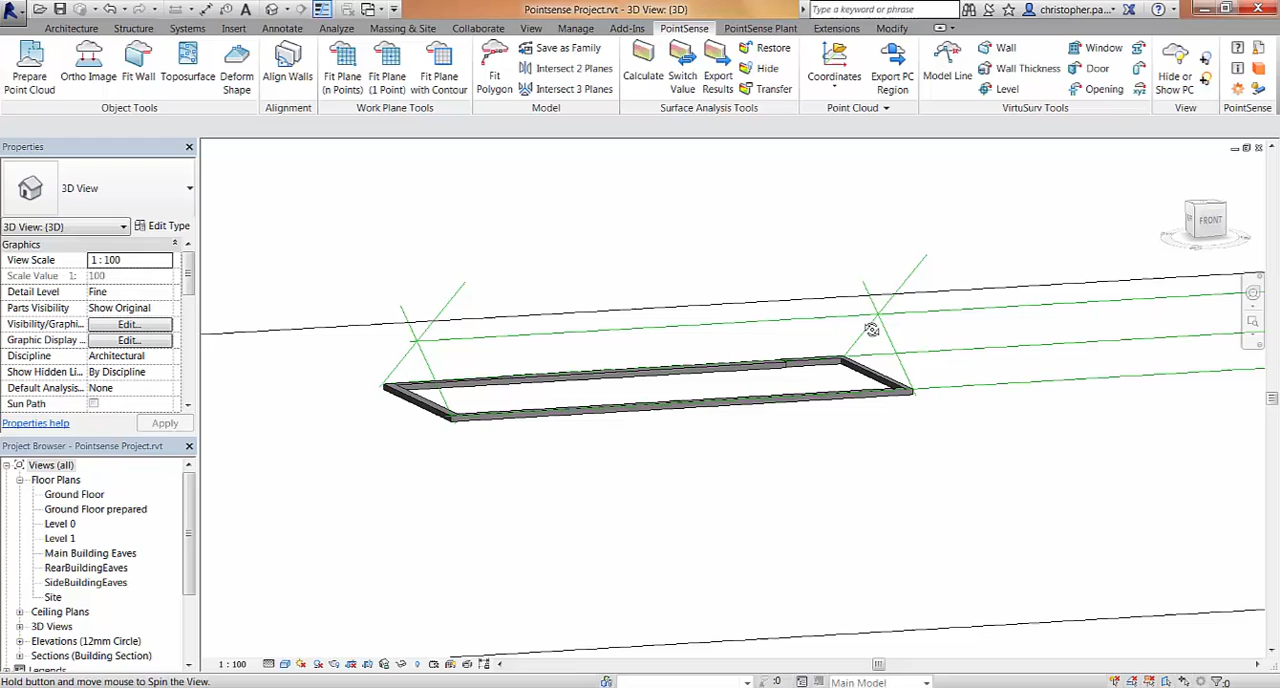 Pointsense Project.rvt - 3D View: {3D}
Type a keyword or phrase
christopher.pa...
Architecture Structure Systems Insert Annotate Analyze Massing & Site Collaborate View Manage Add-Ins PointSense PointSense Plant Extensions Modify
Prepare Point Cloud
Ortho Image
Fit Wall
Toposurface
Deform Shape
Align Walls
Fit Plane (n Points)
Fit Plane (1 Point)
Fit Plane with Contour
Fit Polygon
Save as Family
Intersect 2 Planes
Intersect 3 Planes
Calculate
Switch Value
Export Results
Restore
Hide
Transfer
Coordinates
Export PC Region
Model Line
Wall
Wall Thickness
Level
Window
Door
Opening
Hide or Show PC
Object Tools Alignment Work Plane Tools Model Surface Analysis Tools Point Cloud VirtuSurv Tools View PointSense
Properties
3D View
3D View: {3D}
Edit Type
Graphics
View Scale 1 : 100
Scale Value 1: 100
Detail Level Fine
Parts Visibility Show Original
Visibility/Graphi... Edit...
Graphic Display ... Edit...
Discipline Architectural
Show Hidden Li... By Discipline
Default Analysis... None
Sun Path
Properties help
Apply
Project Browser - Pointsense Project.rvt
Views (all)
Floor Plans
Ground Floor
Ground Floor prepared
Level 0
Level 1
Main Building Eaves
RearBuildingEaves
SideBuildingEaves
Site
Ceiling Plans
3D Views
Elevations (12mm Circle)
Sections (Building Section)
Legends
FRONT
1 : 100
Hold button and move mouse to Spin the View.
:0
Main Model
:0